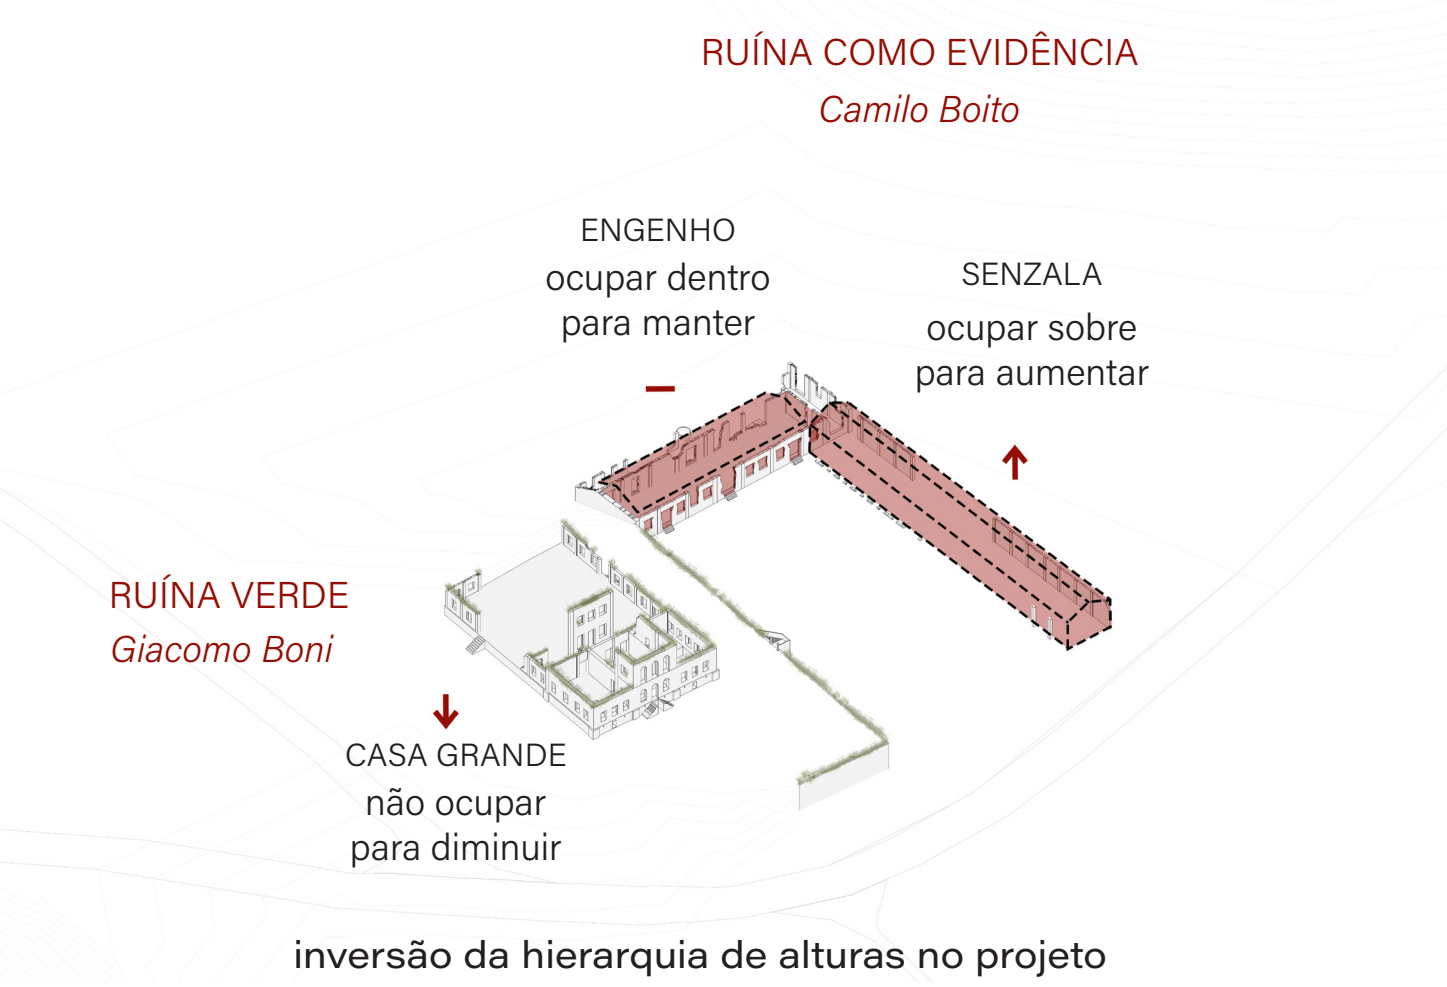 RUÍNA COMO EVIDÊNCIA
Camilo Boito
ENGENHO
ocupar dentro
para manter
SENZALA
ocupar sobre
para aumentar
RUÍNA VERDE
Giacomo Boni
CASA GRANDE
não ocupar
para diminuir
inversão da hierarquia de alturas no projeto